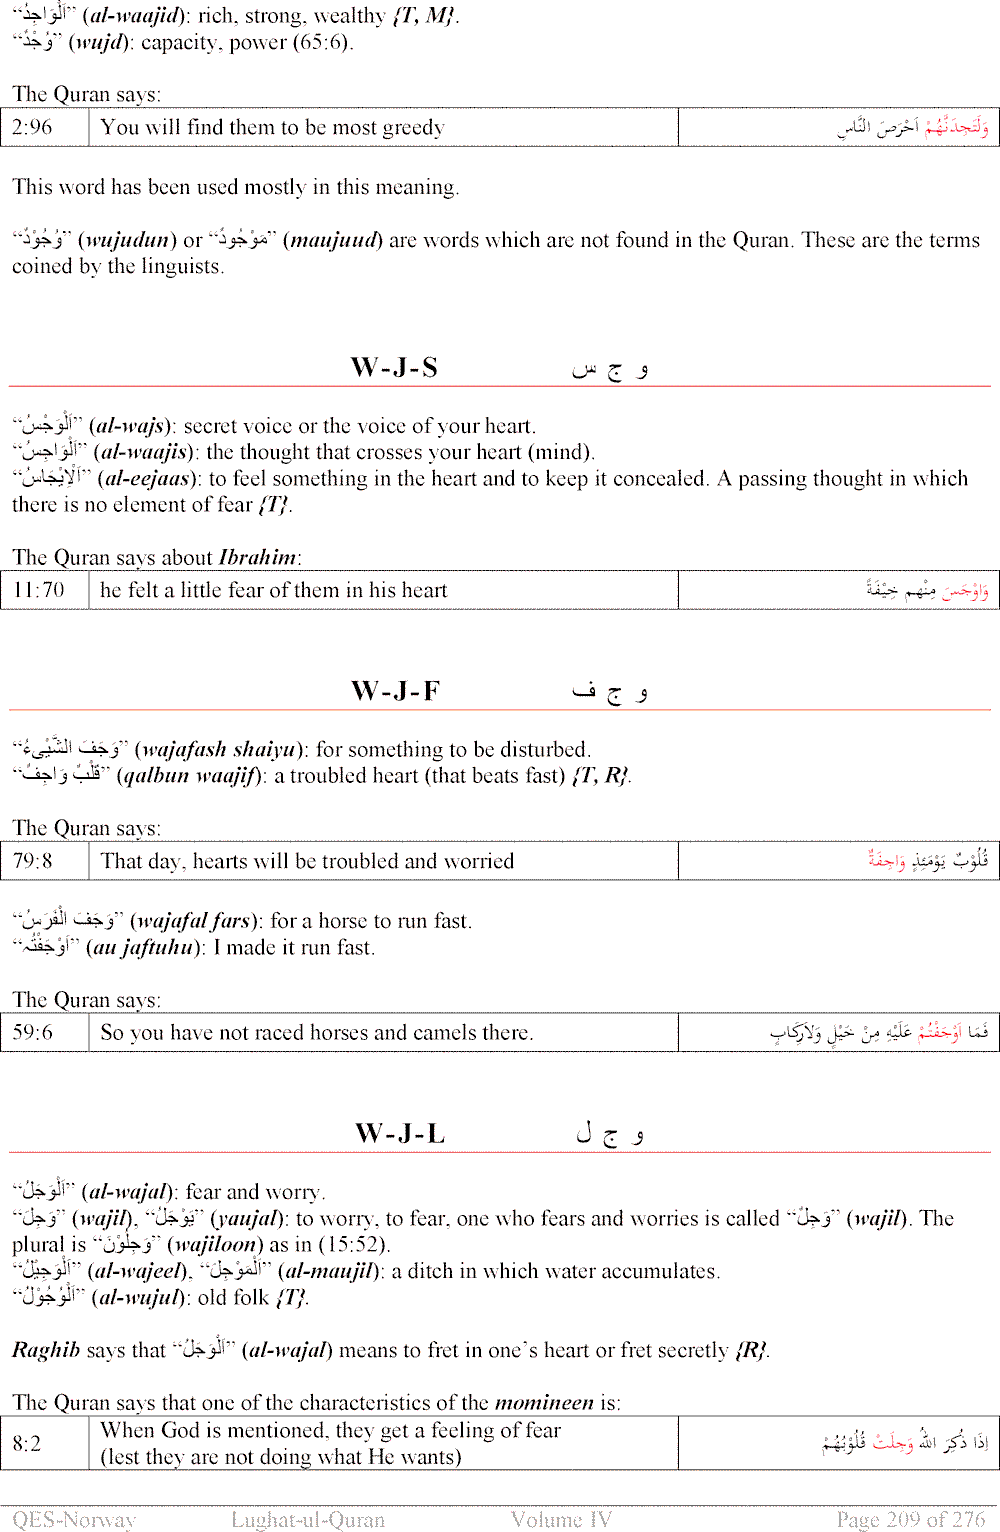 “اَلْوَاجِدُ” (al-waajid): rich, strong, wealthy {T, M}.
“وُجْدٌ” (wujd): capacity, power (65:6).
The Quran says:
2:96 You will find them to be most greedy وَلَتَجِدَنَّهُمْ اَحْرَصَ النَّاسِ
This word has been used mostly in this meaning.
“وُجُوْدٌ” (wujudun) or “مَوْجُودٌ” (maujuud) are words which are not found in the Quran. These are the terms
coined by the linguists.
W-J-S و ج س
“اَلْوَجْسُ” (al-wajs): secret voice or the voice of your heart.
“اَلْوَاجِسُ” (al-waajis): the thought that crosses your heart (mind).
“اَلْاِيْجَاسُ” (al-eejaas): to feel something in the heart and to keep it concealed. A passing thought in which
there is no element of fear {T}.
The Quran says about Ibrahim:
11:70 he felt a little fear of them in his heart وَاوْجَسَ مِنْهم خِيْفَةً
W-J-F و ج ف
“وَجَفَ الشَّيْیءُ” (wajafash shaiyu): for something to be disturbed.
“قَلْبٌ وَاجِفٌ” (qalbun waajif): a troubled heart (that beats fast) {T, R}.
The Quran says:
79:8 That day, hearts will be troubled and worried قُلُوْبٌ يَوْمَئِذٍ وَاجِفَةٌ
“وَجَفَ الْفَرَسُ” (wajafal fars): for a horse to run fast.
“اَوْجَفْتُہ” (au jaftuhu): I made it run fast.
The Quran says:
59:6 So you have not raced horses and camels there. فَمَا اَوْجَفْتُمْ عَلَيْهِ مِنْ خَيْلٍ وَلاَرِكَابٍ
W-J-L و ج ل
“اَلْوَجَلُ” (al-wajal): fear and worry.
“وَجِلَ” (wajil), “يَوْجَلُ” (yaujal): to worry, to fear, one who fears and worries is called “وَجِلٌ” (wajil). The
plural is “وَجِلُوْنَ” (wajiloon) as in (15:52).
“اَلْوَجِيْلُ” (al-wajeel), “اَلْمَوْجِلَ” (al-maujil): a ditch in which water accumulates.
“اَلْوُجُوْلُ” (al-wujul): old folk {T}.
Raghib says that “اَلْوَجَلُ” (al-wajal) means to fret in one’s heart or fret secretly {R}.
The Quran says that one of the characteristics of the momineen is:
8:2 When God is mentioned, they get a feeling of fear اِذَا ذُكِرَ اللهُ وَجِلَتْ قُلُوْبُهُمْ
(lest they are not doing what He wants)
QES-Norway Lughat-ul-Quran Volume IV Page 209 of 276